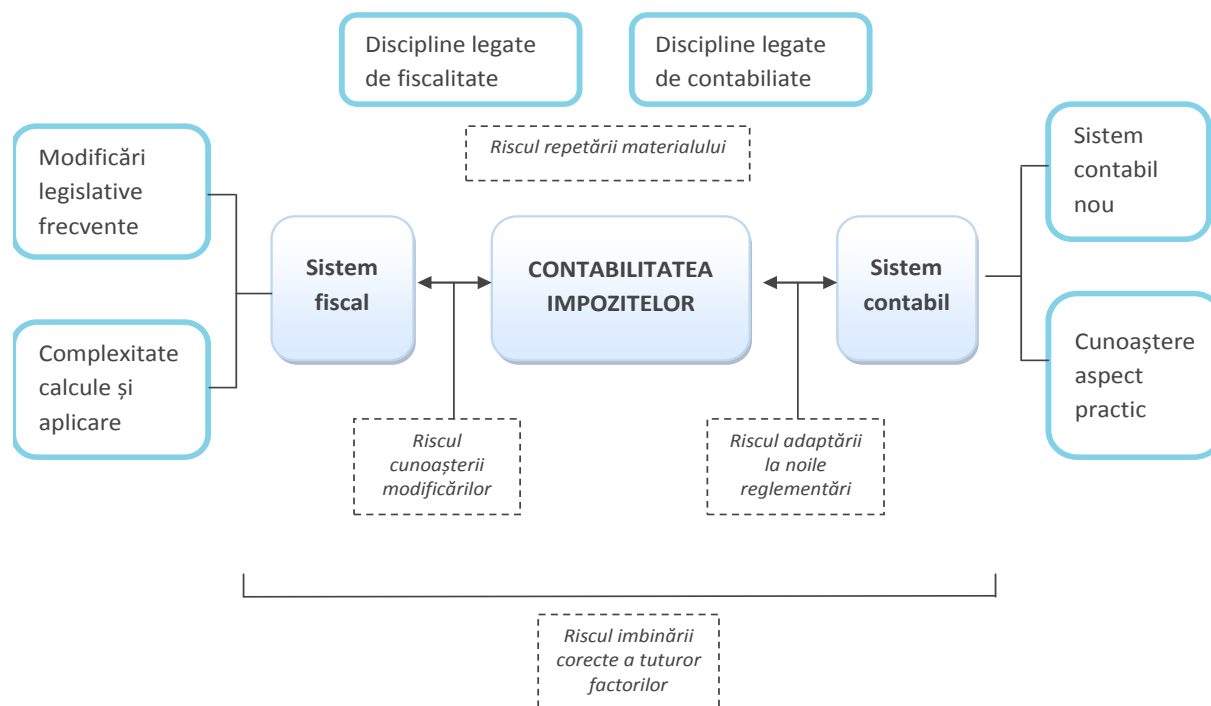 Discipline legate
de fiscalitate
Discipline legate
de contabiliate
Riscul repetării materialului
Modificări
legislative
frecvente
Complexitate
calcule și
aplicare
Sistem
fiscal
CONTABILITATEA
IMPOZITELOR
Sistem
contabil
Sistem
contabil
nou
Cunoaștere
aspect
practic
Riscul
cunoașterii
modificărilor
Riscul adaptării
la noile
reglementări
Riscul imbinării
corecte a tuturor
factorilor